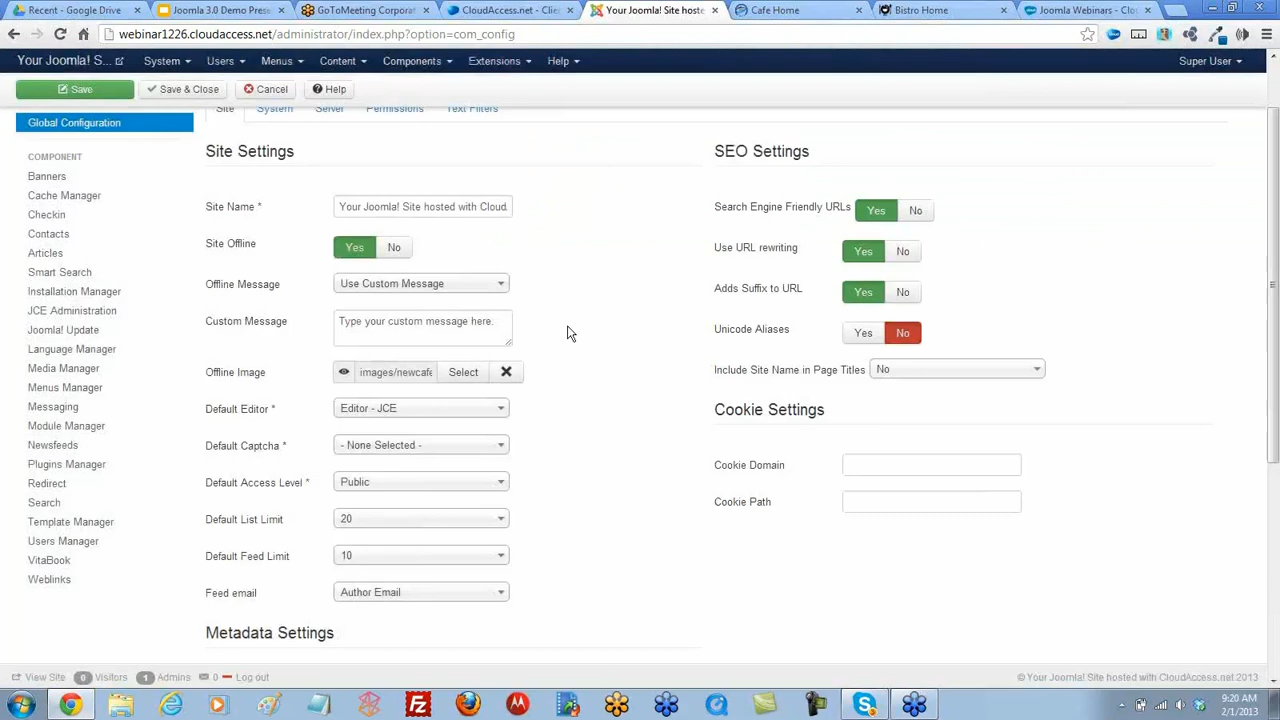 Recent - Google Drive
Joomla 3.0 Demo Pres
GoToMeeting Corporat
CloudAccess.net - Clien
Your Joomla! Site hoste
Cafe Home
Bistro Home
Joomla Webinars - Clou
webinar1226.cloudaccess.net/administrator/index.php?option=com_config
Your Joomla! S...
System
Users
Menus
Content
Components
Extensions
Help
Super User
Save
Save & Close
Cancel
Help
Site
System
Server
Permissions
Text Filters
Global Configuration
COMPONENT
Banners
Cache Manager
Checkin
Contacts
Articles
Smart Search
Installation Manager
JCE Administration
Joomla! Update
Language Manager
Media Manager
Menus Manager
Messaging
Module Manager
Newsfeeds
Plugins Manager
Redirect
Search
Template Manager
Users Manager
VitaBook
Weblinks
Site Settings
Site Name * Your Joomla! Site hosted with Cloud
Site Offline Yes No
Offline Message Use Custom Message
Custom Message Type your custom message here.
Offline Image images/newcafe Select
Default Editor * Editor - JCE
Default Captcha * - None Selected -
Default Access Level * Public
Default List Limit 20
Default Feed Limit 10
Feed email Author Email
Metadata Settings
SEO Settings
Search Engine Friendly URLs Yes No
Use URL rewriting Yes No
Adds Suffix to URL Yes No
Unicode Aliases Yes No
Include Site Name in Page Titles No
Cookie Settings
Cookie Domain
Cookie Path
View Site 0 Visitors 1 Admins 0 Log out
© Your Joomla! Site hosted with CloudAccess.net 2013
9:20 AM
2/1/2013